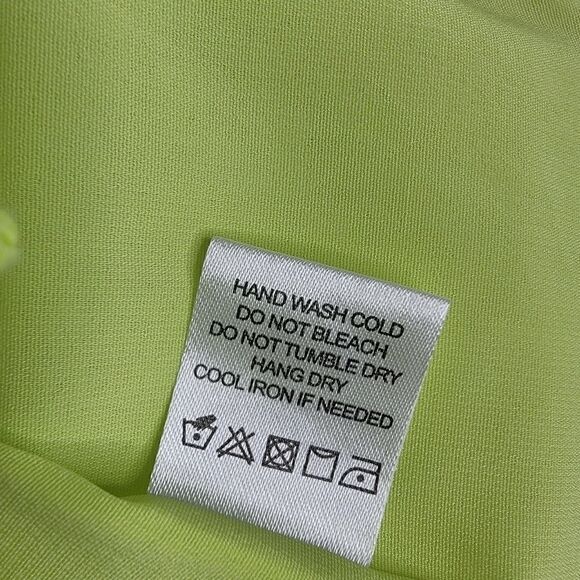 HAND WASH COLD
DO NOT BLEACH
DO NOT TUMBLE DRY
HANG DRY
COOL IRON IF NEEDED